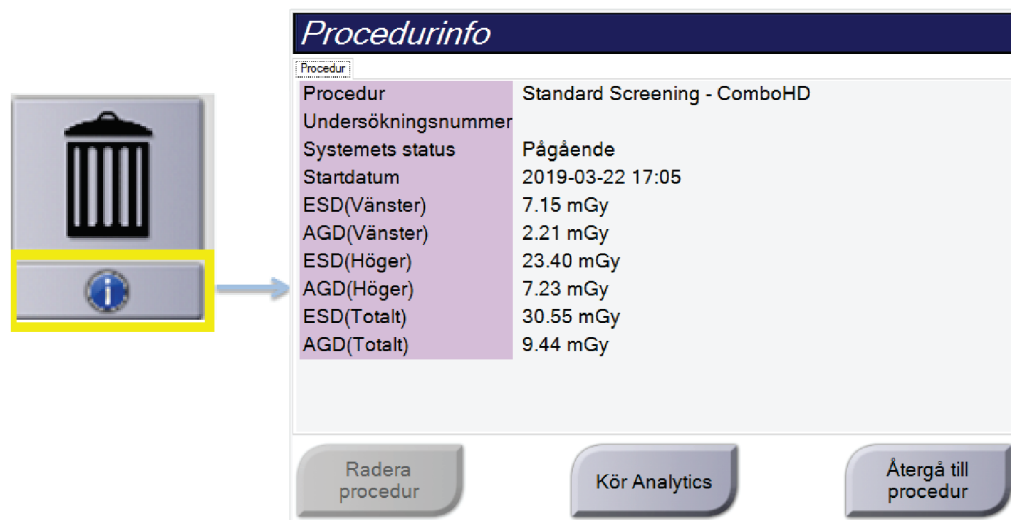 Procedurinfo
Procedur
Procedur Standard Screening - ComboHD
Undersökningsnummer
Systemets status Pågående
Startdatum 2019-03-22 17:05
ESD(Vänster) 7.15 mGy
AGD(Vänster) 2.21 mGy
ESD(Höger) 23.40 mGy
AGD(Höger) 7.23 mGy
ESD(Totalt) 30.55 mGy
AGD(Totalt) 9.44 mGy
Radera
procedur
Kör Analytics
Återgå till
procedur